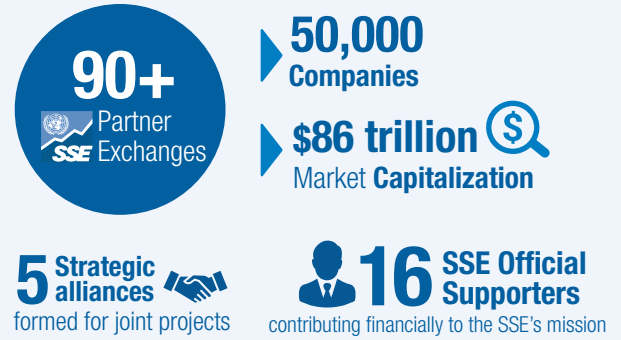 90+
Partner
SSE Exchanges
50,000
Companies
$86 trillion
$
Market Capitalization
5 Strategic
alliances
formed for joint projects
16 SSE Official
Supporters
contributing financially to the SSE's mission